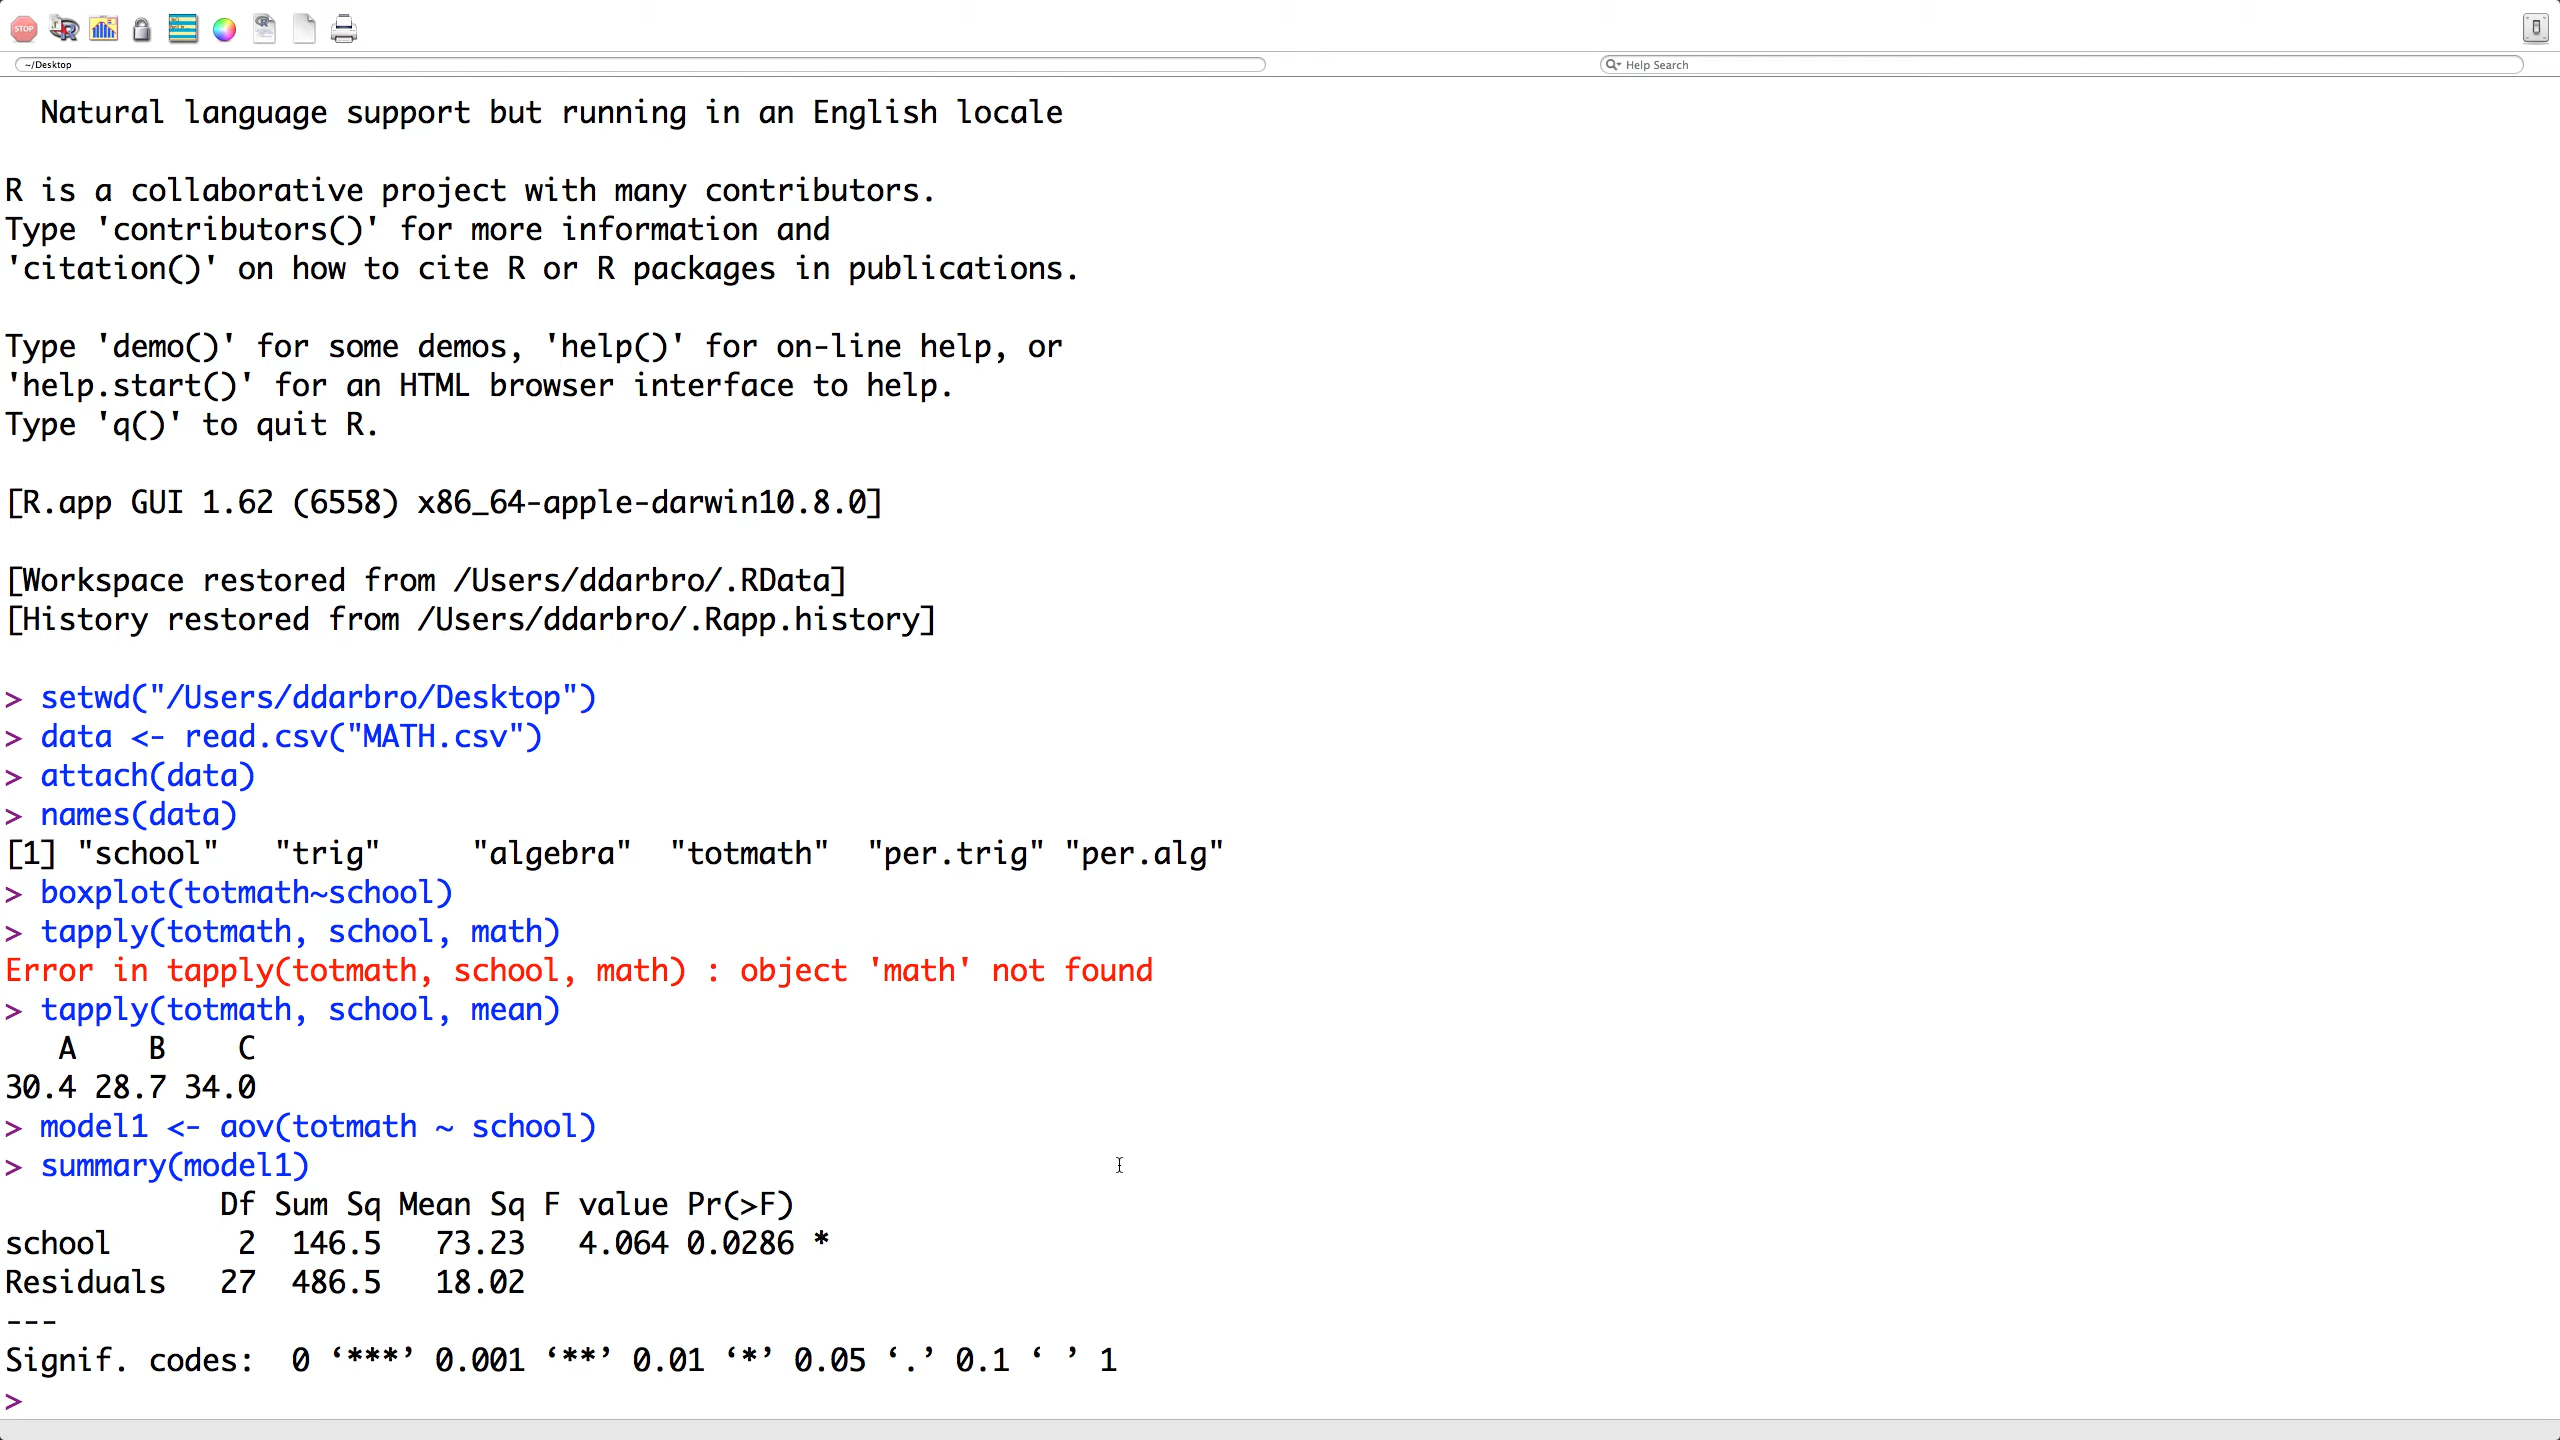 STOP
~/Desktop
Help Search
Natural language support but running in an English locale
R is a collaborative project with many contributors.
Type 'contributors()' for more information and
'citation()' on how to cite R or R packages in publications.
Type 'demo()' for some demos, 'help()' for on-line help, or
'help.start()' for an HTML browser interface to help.
Type 'q()' to quit R.
[R.app GUI 1.62 (6558) x86_64-apple-darwin10.8.0]
[Workspace restored from /Users/ddarbro/.RData]
[History restored from /Users/ddarbro/.Rapp.history]
> setwd("/Users/ddarbro/Desktop")
> data <- read.csv("MATH.csv")
> attach(data)
> names(data)
[1] "school"   "trig"     "algebra"  "totmath"  "per.trig" "per.alg"
> boxplot(totmath~school)
> tapply(totmath, school, math)
Error in tapply(totmath, school, math) : object 'math' not found
> tapply(totmath, school, mean)
   A    B    C
30.4 28.7 34.0
> model1 <- aov(totmath ~ school)
> summary(model1)
            Df Sum Sq Mean Sq F value Pr(>F)
school       2  146.5   73.23   4.064 0.0286 *
Residuals   27  486.5   18.02
---
Signif. codes:  0 ‘***’ 0.001 ‘**’ 0.01 ‘*’ 0.05 ‘.’ 0.1 ‘ ’ 1
>